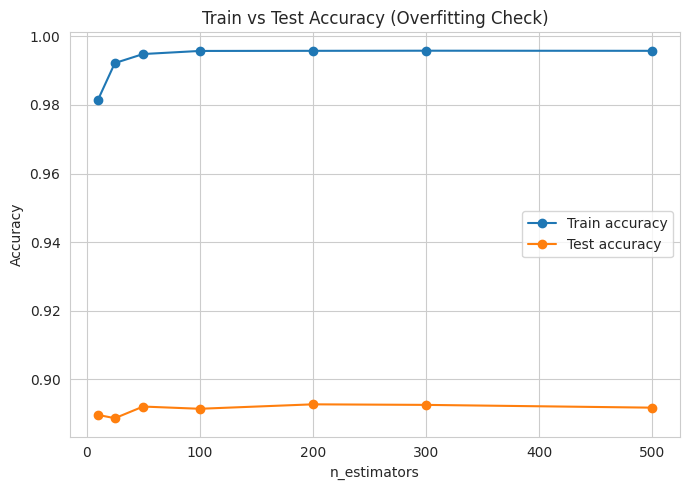 Train vs Test Accuracy (Overfitting Check)
1.00
0.98
0.96
0.94
0.92
0.90
Accuracy
Train accuracy
Test accuracy
0 100 200 300 400 500
n_estimators